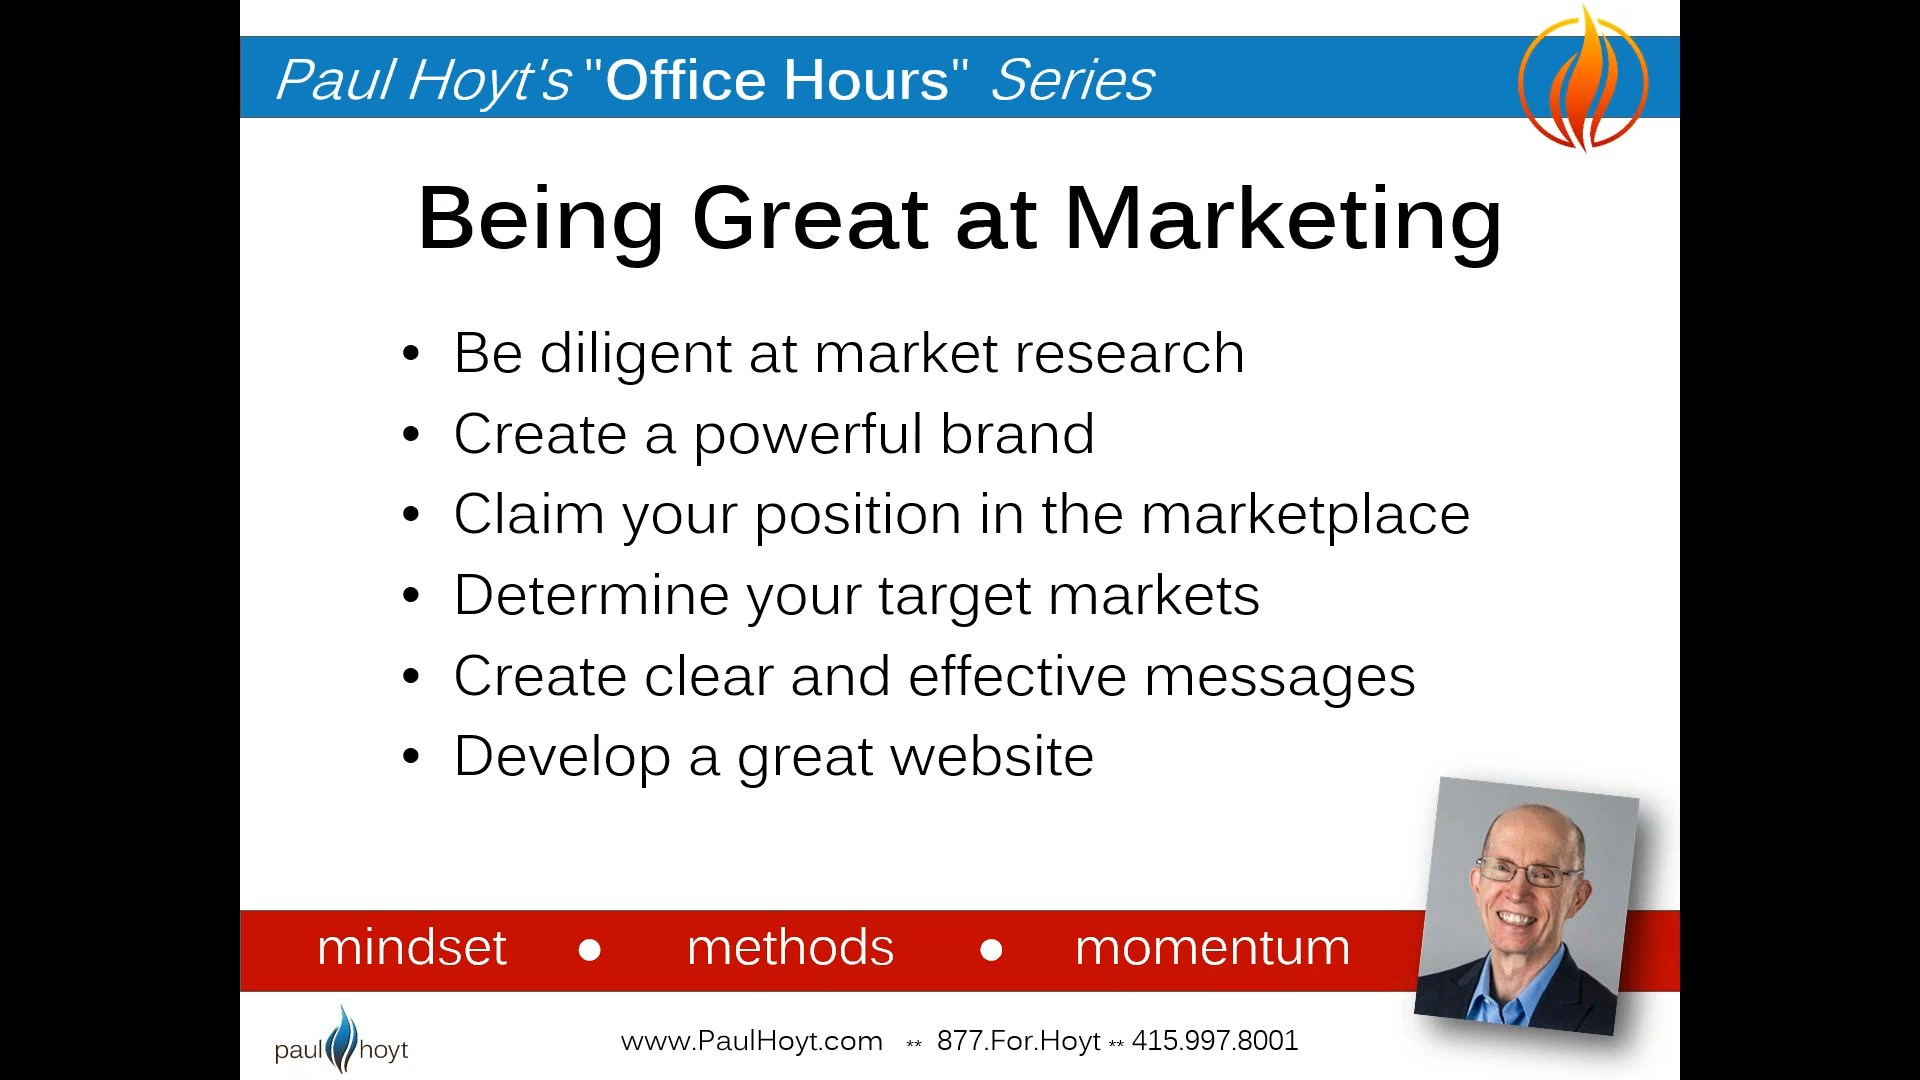 Paul Hoyt's "Office Hours" Series
Being Great at Marketing
• Be diligent at market research
• Create a powerful brand
• Claim your position in the marketplace
• Determine your target markets
• Create clear and effective messages
• Develop a great website
mindset • methods • momentum
paul hoyt
www.PaulHoyt.com ** 877.For.Hoyt ** 415.997.8001